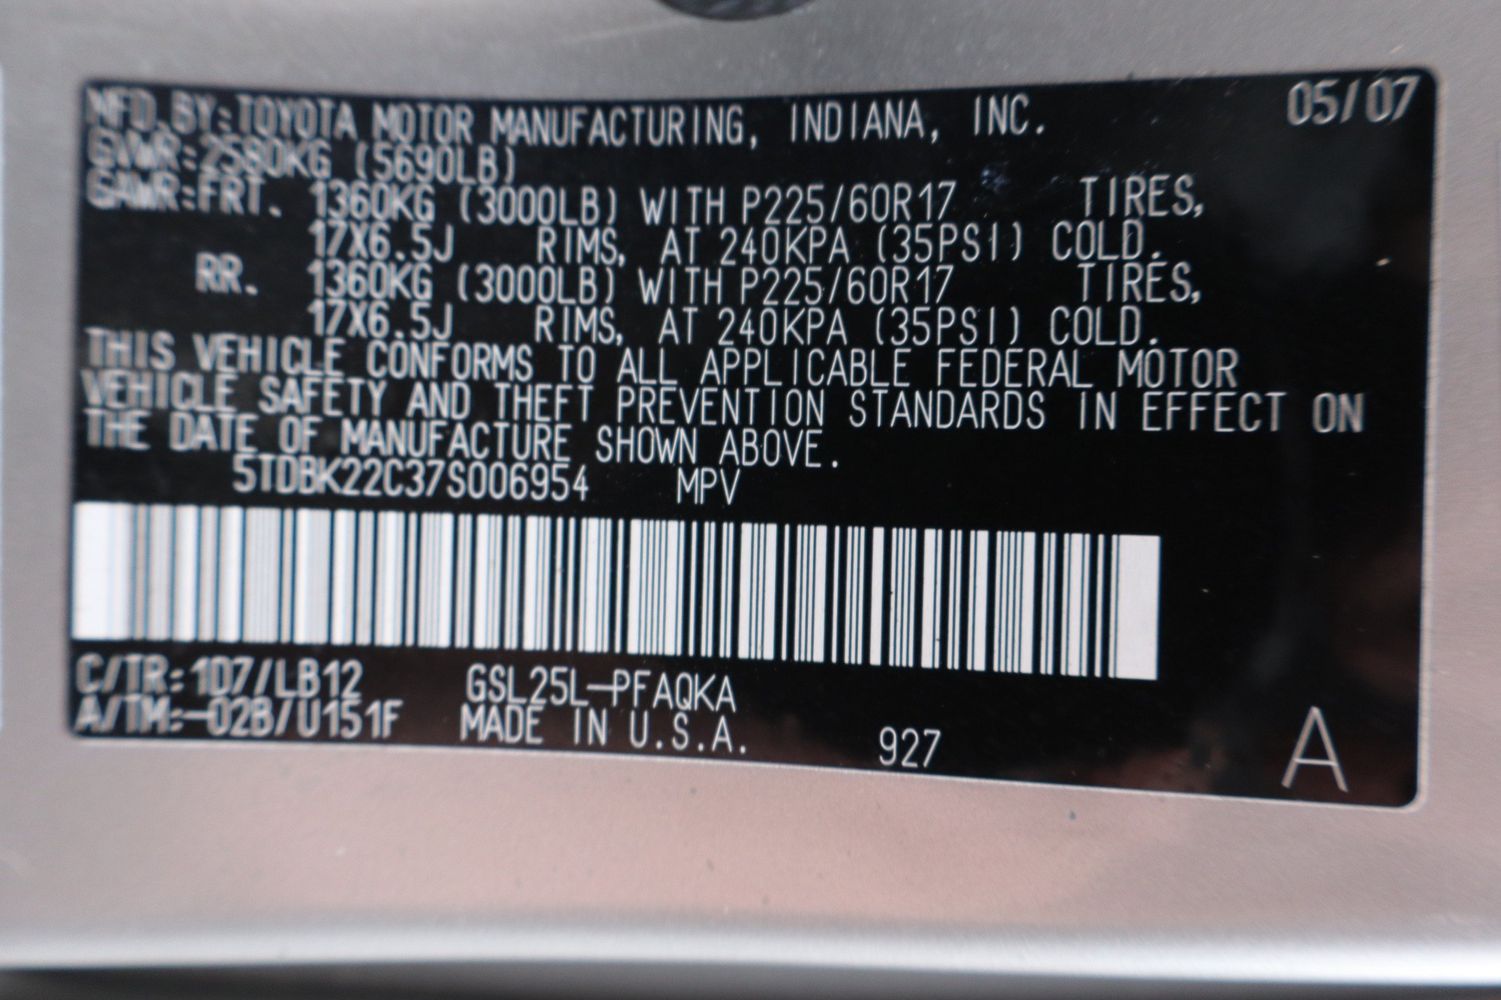 MFD.BY:TOYOTA MOTOR MANUFACTURING, INDIANA, INC. 05/07
GVWR:2580KG (5690LB)
GAWR:FRT. 1360KG (3000LB) WITH P225/60R17 TIRES,
17X6.5J RIMS, AT 240KPA (35PSI) COLD.
RR. 1360KG (3000LB) WITH P225/60R17 TIRES,
17X6.5J RIMS, AT 240KPA (35PSI) COLD.
THIS VEHICLE CONFORMS TO ALL APPLICABLE FEDERAL MOTOR
VEHICLE SAFETY AND THEFT PREVENTION STANDARDS IN EFFECT ON
THE DATE OF MANUFACTURE SHOWN ABOVE.
5TDBK22C37S006954 MPV
C/TR:1D7/LB12 GSL25L-PFAQKA
A/TM:-02B/U151F MADE IN U.S.A. 927 A